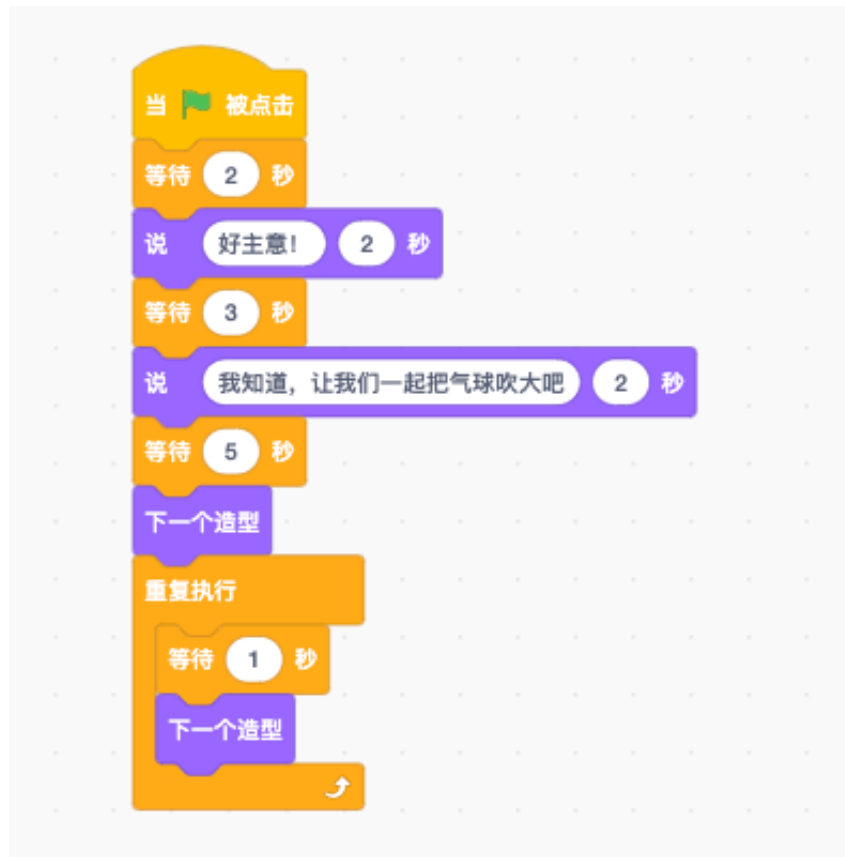 当 被点击
等待 2 秒
说 好主意! 2 秒
等待 3 秒
说 我知道，让我们一起把气球吹大吧 2 秒
等待 5 秒
下一个造型
重复执行
等待 1 秒
下一个造型